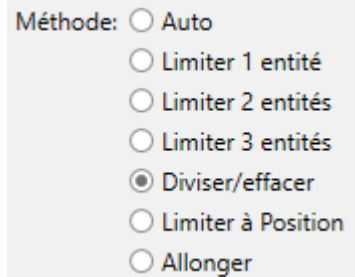 Méthode: Auto
Limiter 1 entité
Limiter 2 entités
Limiter 3 entités
Diviser/effacer
Limiter à Position
Allonger